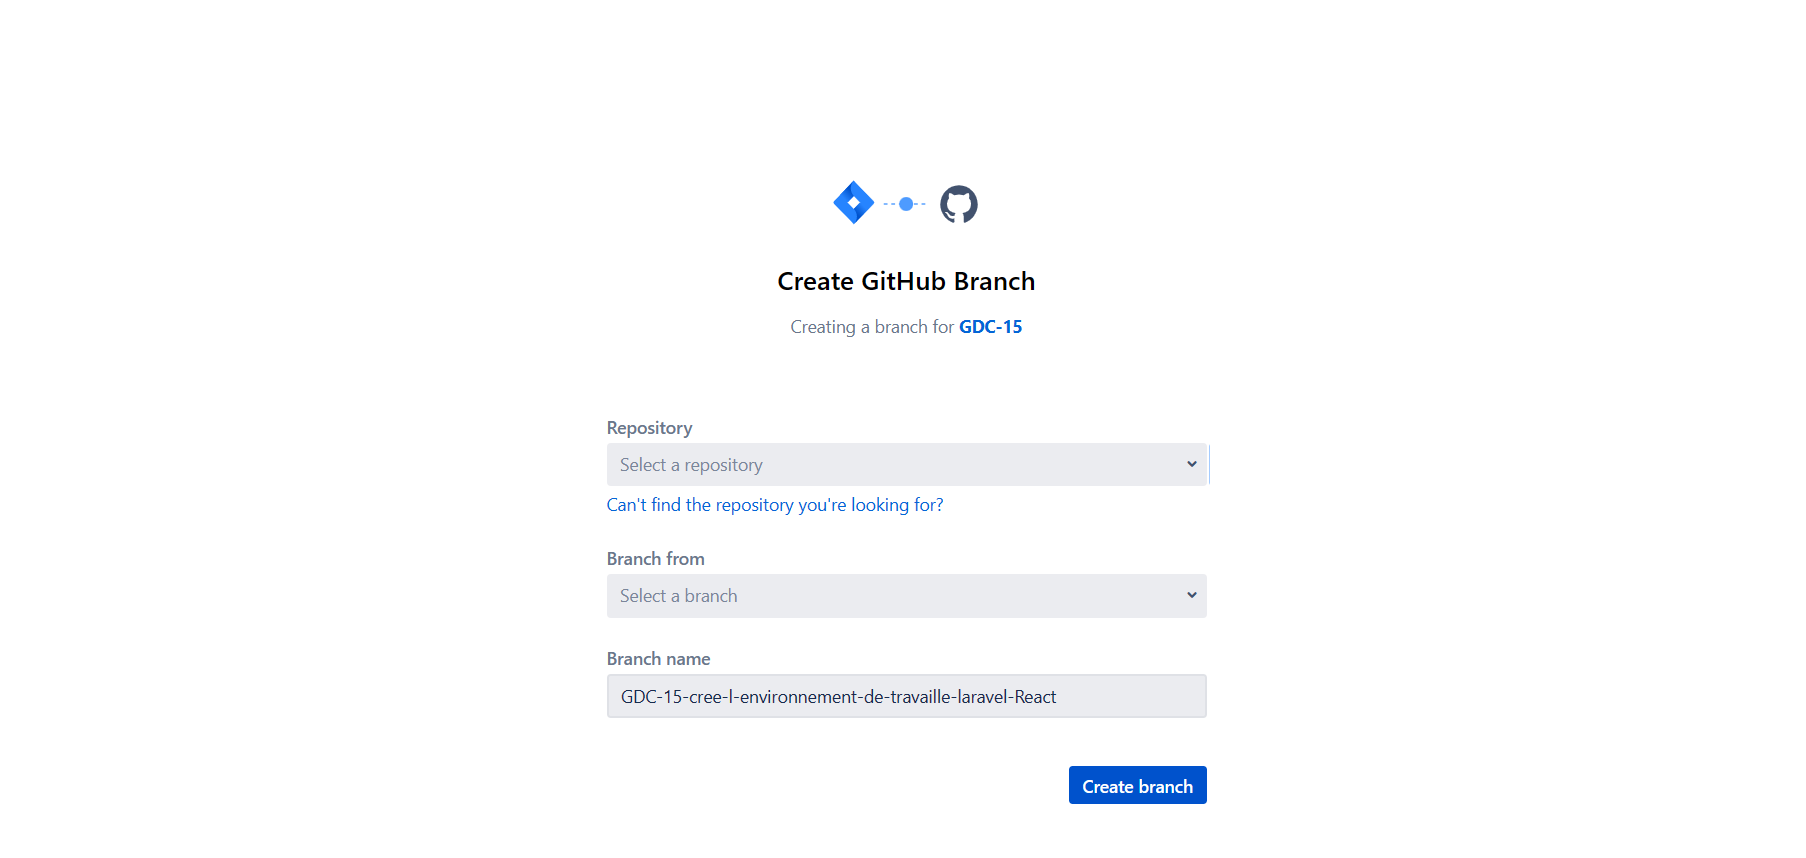 Create GitHub Branch
Creating a branch for GDC-15
Repository
Select a repository
Can't find the repository you're looking for?
Branch from
Select a branch
Branch name
GDC-15-cree-l-environnement-de-travaille-laravel-React
Create branch